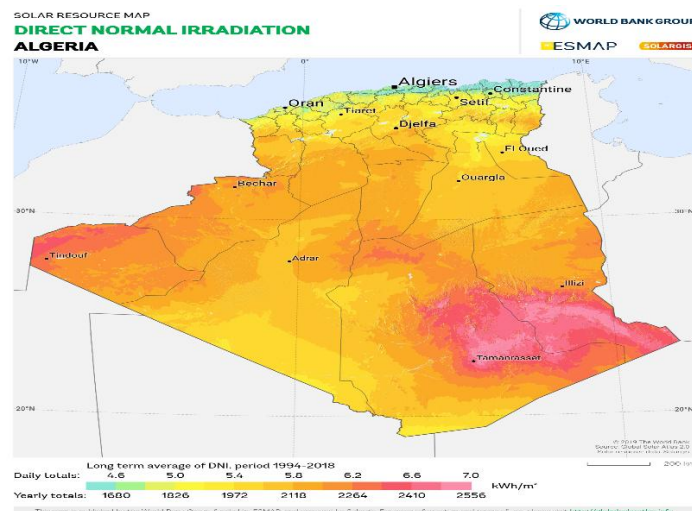 SOLAR RESOURCE MAP
DIRECT NORMAL IRRADIATION
ALGERIA
WORLD BANK GROUP
ESMAP SOLARGIS
10°W 0° 10°E
Algiers
Constantine
Oran
Setif
Tiaret
Djelfa
El Oued
Ouargla
Bechar
30°N 30°N
Tindouf
Adrar
Illizi
Tamanrasset
20°N 20°N
© 2019 The World Bank
Source: Global Solar Atlas 2.0
Long term average of DNI, period 1994-2018
Daily totals: 4.6 5.0 5.4 5.8 6.2 6.6 7.0
kWh/m²
Yearly totals: 1680 1826 1972 2118 2264 2410 2556